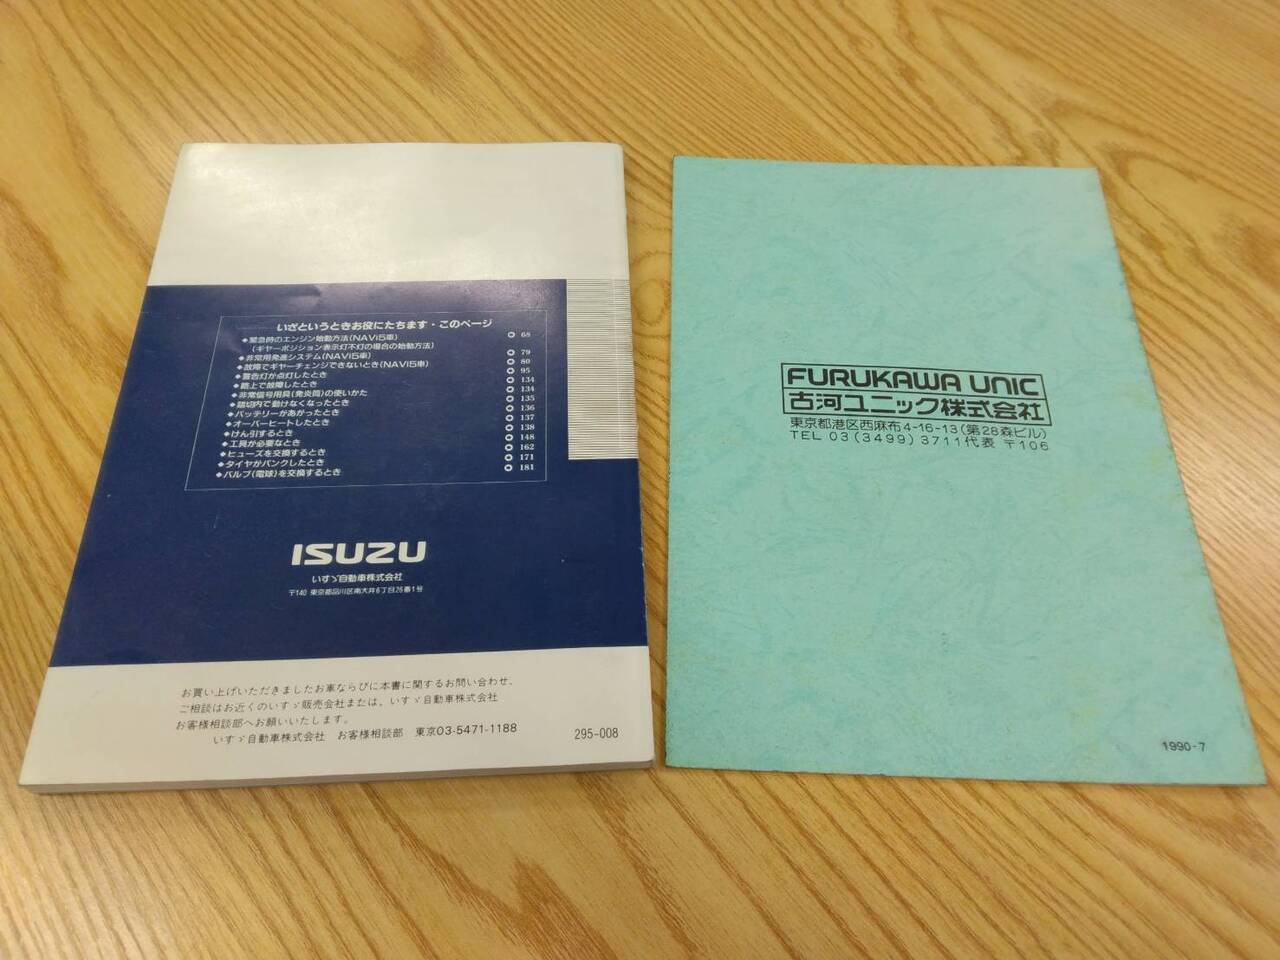 いざというときお役にたちます・このページ
◆緊急時のエンジン始動方法(NAVi5車) 68
(ギヤーポジション表示灯不灯の場合の始動方法)
◆非常用発進システム(NAVi5車) 79
◆故障でギヤーチェンジできないとき(NAVi5車) 80
◆警告灯が点灯したとき 95
◆路上で故障したとき 134
◆非常信号用具(発炎筒)の使いかた 134
◆踏切内で動けなくなったとき 135
◆バッテリーがあがったとき 136
◆オーバーヒートしたとき 137
◆けん引するとき 138
◆工具が必要なとき 148
◆ヒューズを交換するとき 162
◆タイヤがパンクしたとき 171
◆バルブ(電球)を交換するとき 181
ISUZU
いすゞ自動車株式会社
〒140 東京都品川区南大井6丁目26番1号
お買い上げいただきましたお車ならびに本書に関するお問い合わせ、
ご相談はお近くのいすゞ販売会社または、いすゞ自動車株式会社
お客様相談部へお願いいたします。
いすゞ自動車株式会社 お客様相談部 東京03-5471-1188
295-008
FURUKAWA UNIC
古河ユニック株式会社
東京都港区西麻布4-16-13(第28森ビル)
TEL 03(3499)3711代表 〒106
1990-7